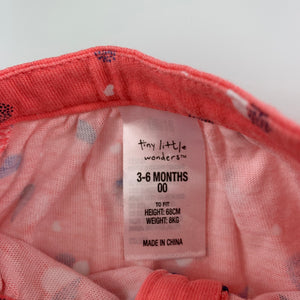 tiny little
wonders™
3-6 MONTHS
00
TO FIT
HEIGHT: 68CM
WEIGHT: 8KG
MADE IN CHINA